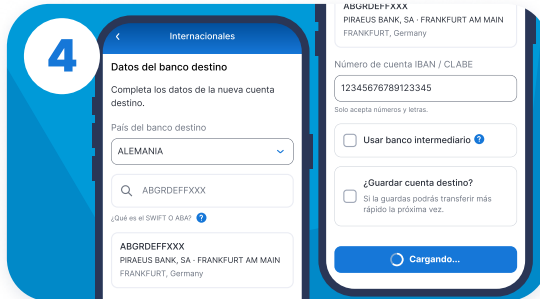 4
Internacionales
Datos del banco destino
Completa los datos de la nueva cuenta
destino.
País del banco destino
ALEMANIA
ABGRDEFFXXX
¿Qué es el SWIFT O ABA? ?
ABGRDEFFXXX
PIRAEUS BANK, SA · FRANKFURT AM MAIN
FRANKFURT, Germany
ABGRDEFFXXX
PIRAEUS BANK, SA · FRANKFURT AM MAIN
FRANKFURT, Germany
Número de cuenta IBAN / CLABE
12345676789123345
Solo acepta números y letras.
Usar banco intermediario ?
¿Guardar cuenta destino?
Si la guardas podrás transferir más
rápido la próxima vez.
Cargando...